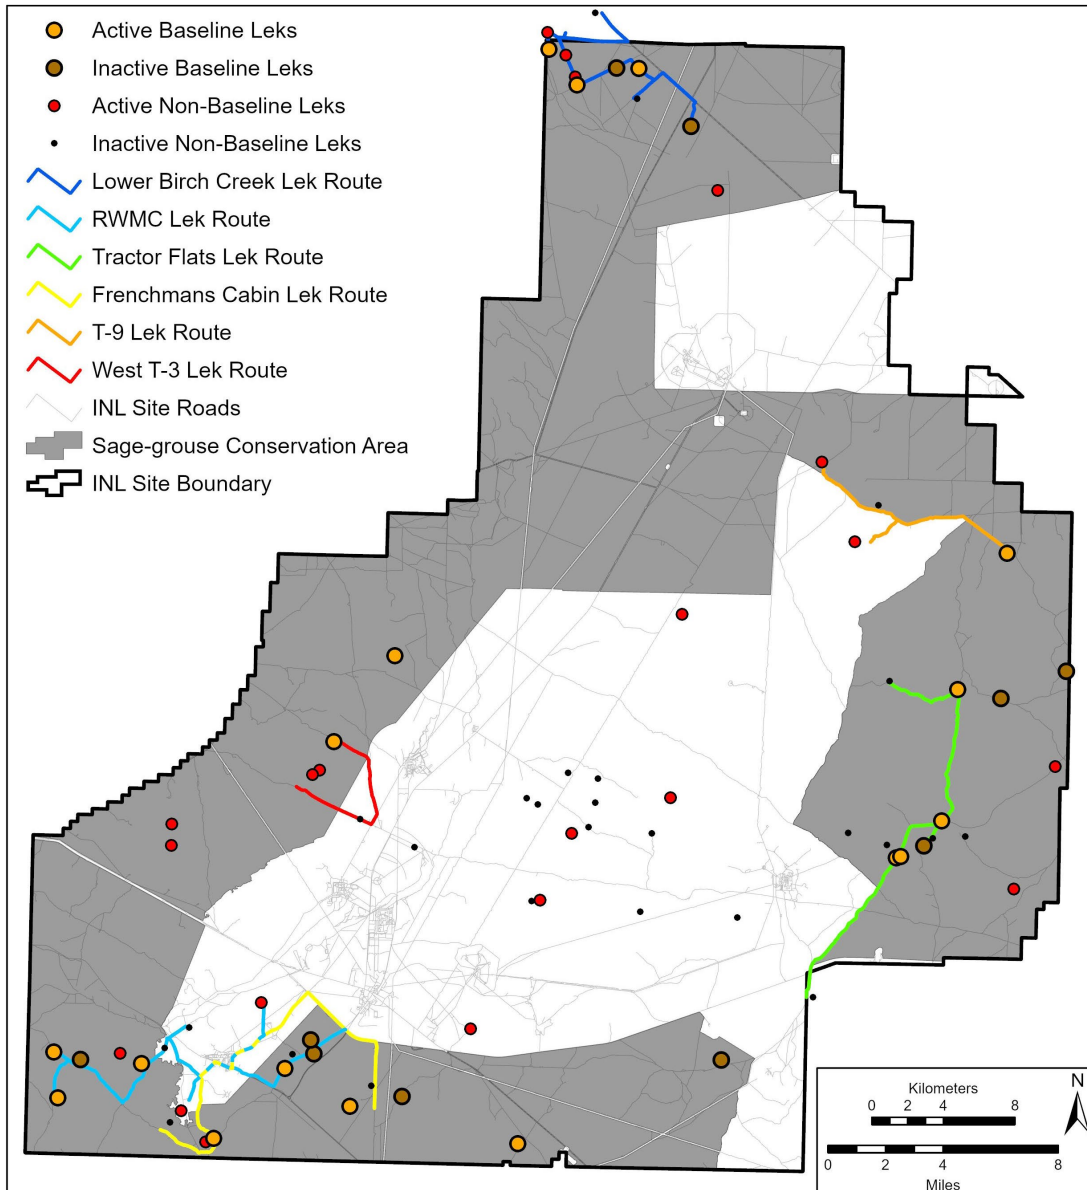 Active Baseline Leks
Inactive Baseline Leks
Active Non-Baseline Leks
Inactive Non-Baseline Leks
Lower Birch Creek Lek Route
RWMC Lek Route
Tractor Flats Lek Route
Frenchmans Cabin Lek Route
T-9 Lek Route
West T-3 Lek Route
INL Site Roads
Sage-grouse Conservation Area
INL Site Boundary
Kilometers
N
0 2 4 8
0 2 4 8
Miles